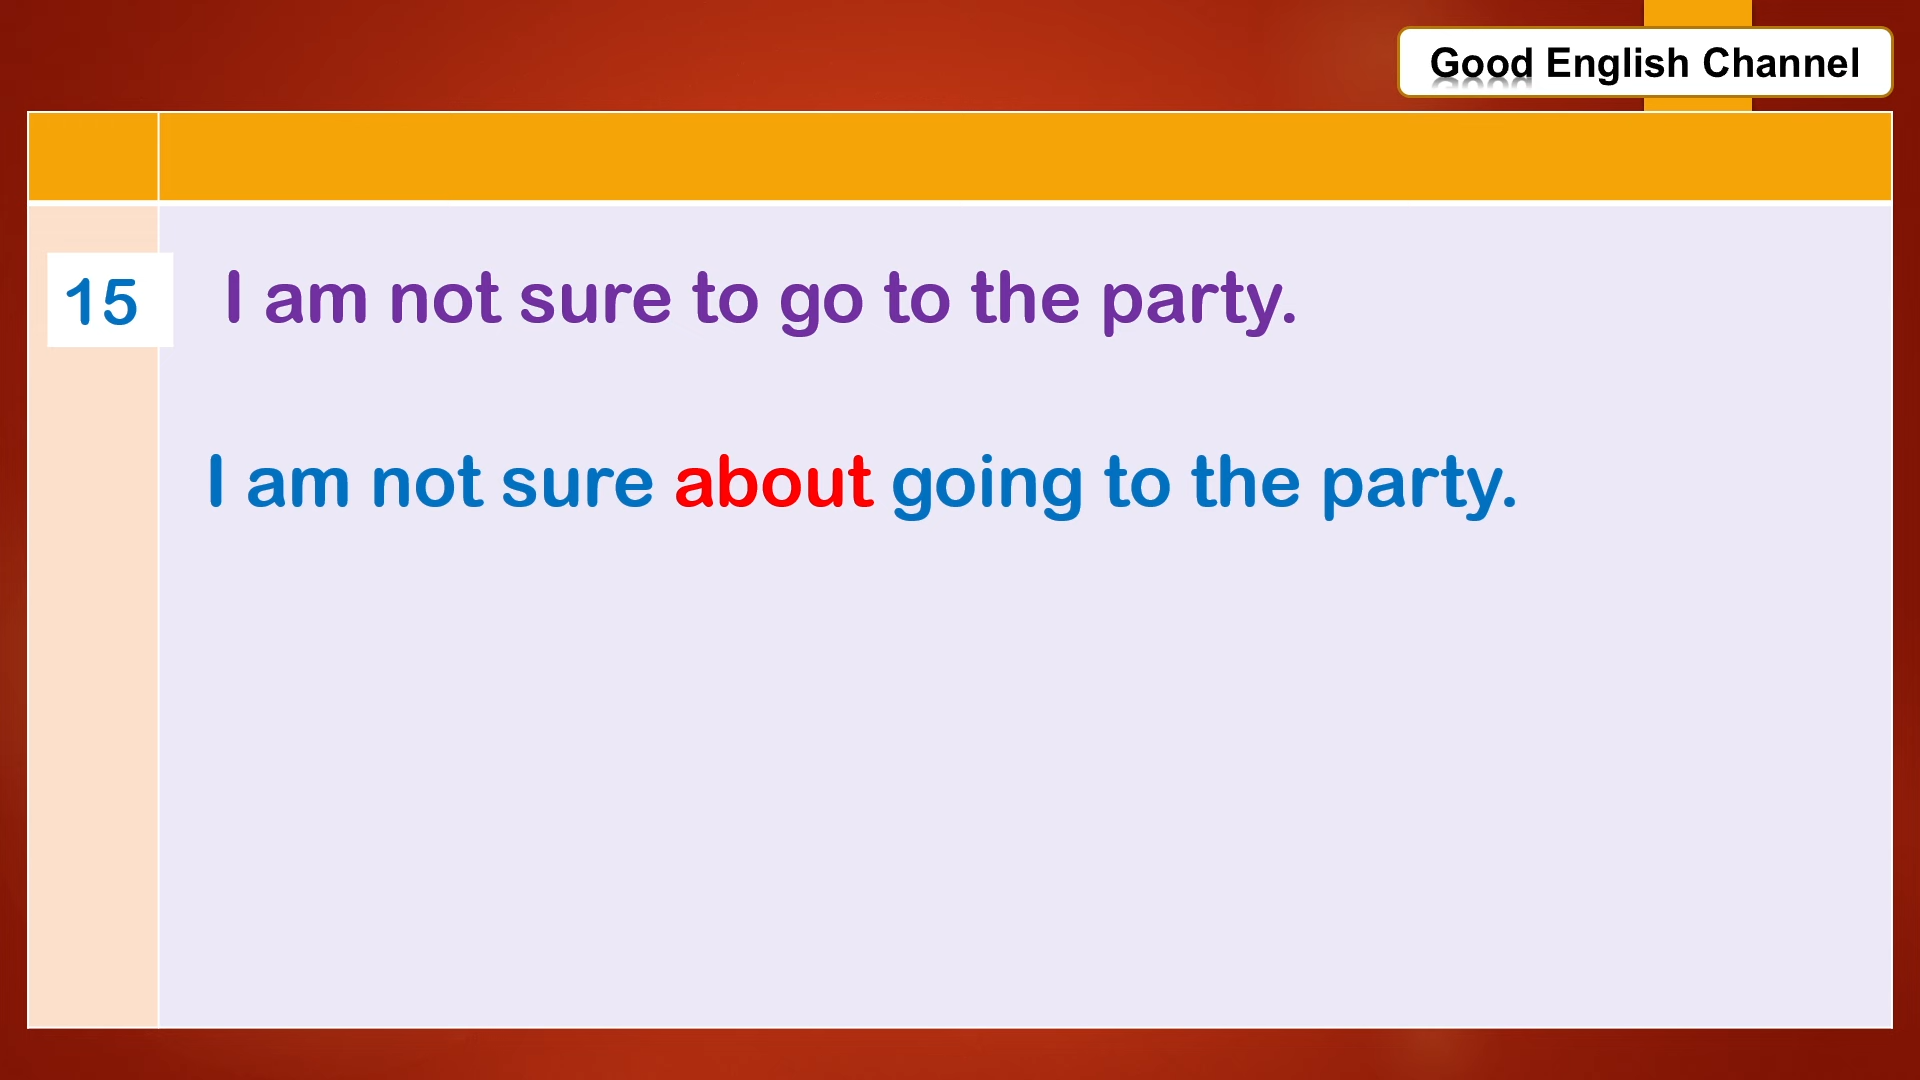 Good English Channel
15 I am not sure to go to the party.
I am not sure about going to the party.